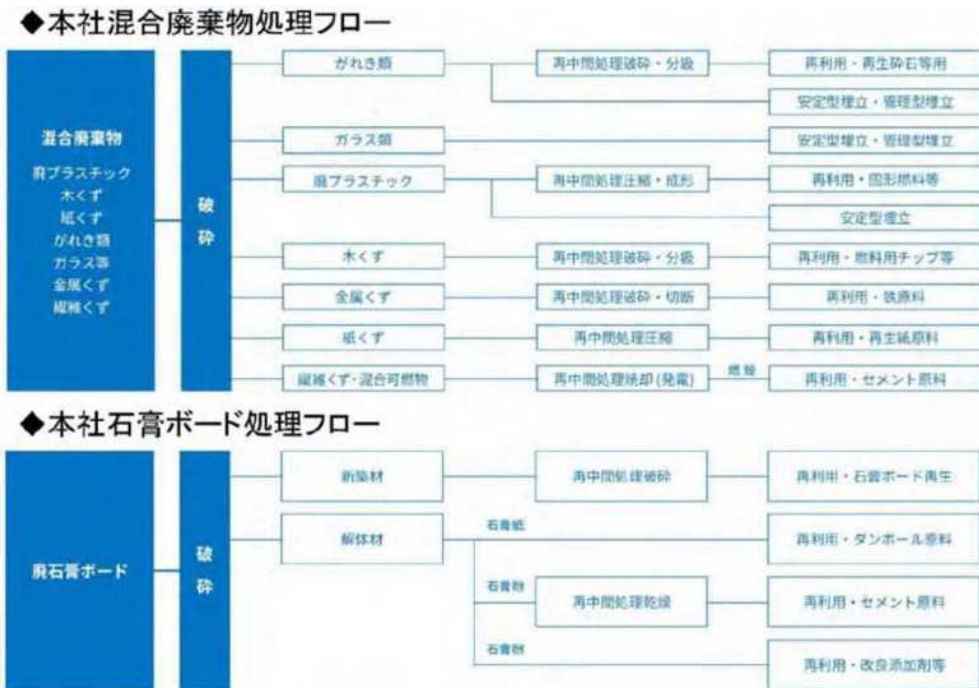 ◆本社混合廃棄物処理フロー
混合廃棄物
廃プラスチック
木くず
紙くず
がれき類
ガラス等
金属くず
繊維くず
破砕
がれき類
再中間処理破砕・分級
再利用・再生砕石等用
安定型埋立・管理型埋立
ガラス類
安定型埋立・管理型埋立
廃プラスチック
再中間処理圧縮・成形
再利用・固形燃料等
安定型埋立
木くず
再中間処理破砕・分級
再利用・燃料用チップ等
金属くず
再中間処理破砕・切断
再利用・鉄原料
紙くず
再中間処理圧縮
再利用・再生紙原料
繊維くず・混合可燃物
再中間処理焼却(発電)
燃殻
再利用・セメント原料
◆本社石膏ボード処理フロー
廃石膏ボード
破砕
新築材
再中間処理破砕
再利用・石膏ボード再生
解体材
石膏紙
再利用・ダンボール原料
石膏粉
再中間処理乾燥
再利用・セメント原料
石膏粉
再利用・改良添加剤等